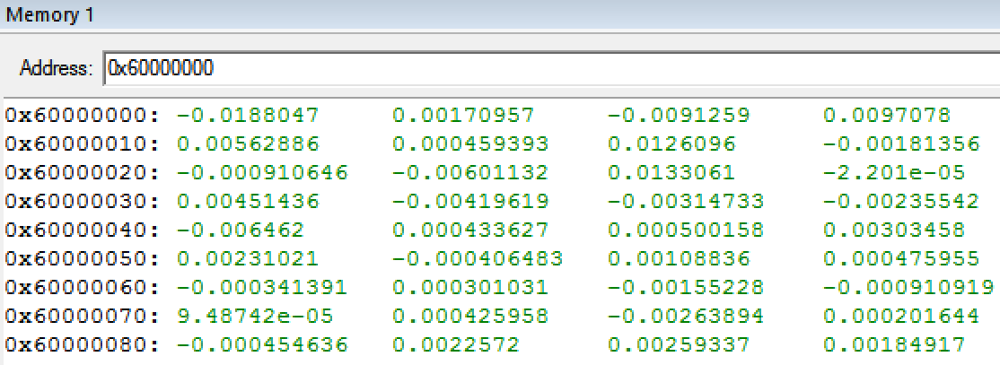 Memory 1
Address: 0x60000000
0x60000000: -0.0188047 0.00170957 -0.0091259 0.0097078
0x60000010: 0.00562886 0.000459393 0.0126096 -0.00181356
0x60000020: -0.000910646 -0.00601132 0.0133061 -2.201e-05
0x60000030: 0.00451436 -0.00419619 -0.00314733 -0.00235542
0x60000040: -0.006462 0.000433627 0.000500158 0.00303458
0x60000050: 0.00231021 -0.000406483 0.00108836 0.000475955
0x60000060: -0.000341391 0.000301031 -0.00155228 -0.000910919
0x60000070: 9.48742e-05 0.000425958 -0.00263894 0.000201644
0x60000080: -0.000454636 0.0022572 0.00259337 0.00184917